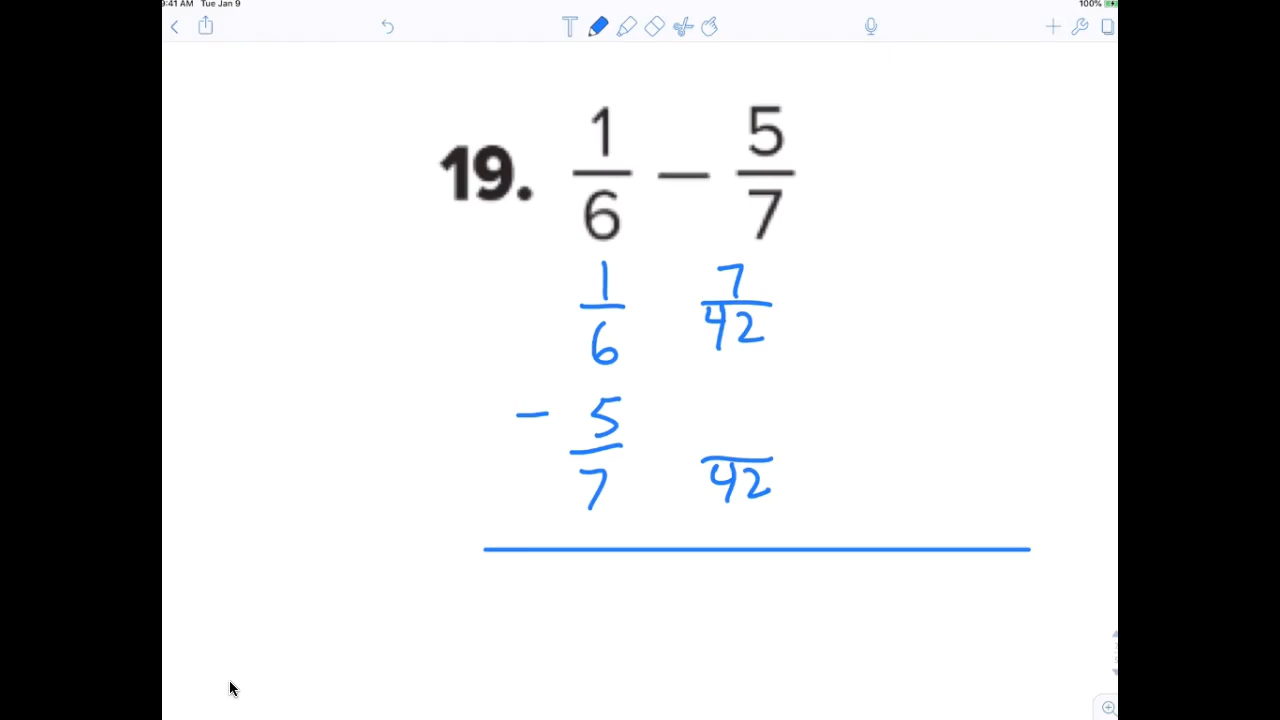 9:41 AM Tue Jan 9 100%
T
19. 1/6 − 5/7
1/6 7/42
− 5/7 /42